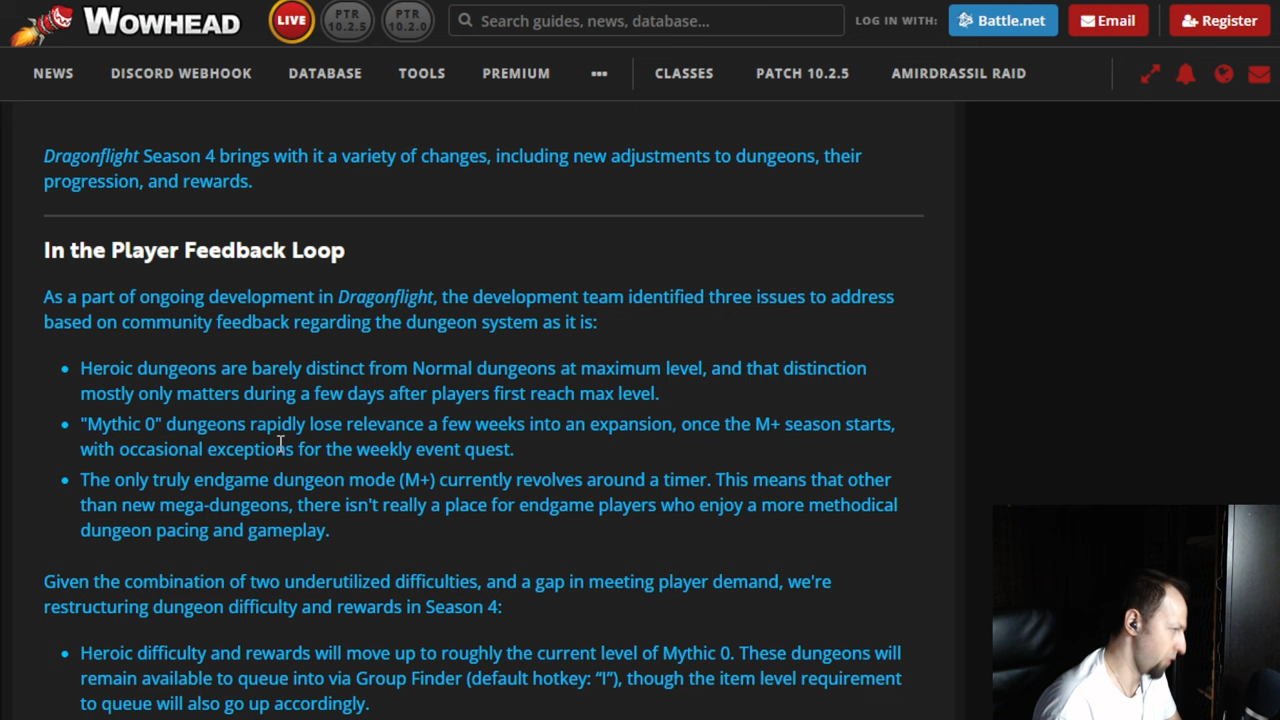 WOWHEAD
LIVE
PTR 10.2.5
PTR 10.2.0
Search guides, news, database...
LOG IN WITH:
Battle.net
Email
Register
NEWS
DISCORD WEBHOOK
DATABASE
TOOLS
PREMIUM
•••
CLASSES
PATCH 10.2.5
AMIRDRASSIL RAID
Dragonflight Season 4 brings with it a variety of changes, including new adjustments to dungeons, their
progression, and rewards.
In the Player Feedback Loop
As a part of ongoing development in Dragonflight, the development team identified three issues to address
based on community feedback regarding the dungeon system as it is:
• Heroic dungeons are barely distinct from Normal dungeons at maximum level, and that distinction
mostly only matters during a few days after players first reach max level.
• "Mythic 0" dungeons rapidly lose relevance a few weeks into an expansion, once the M+ season starts,
with occasional exceptions for the weekly event quest.
• The only truly endgame dungeon mode (M+) currently revolves around a timer. This means that other
than new mega-dungeons, there isn't really a place for endgame players who enjoy a more methodical
dungeon pacing and gameplay.
Given the combination of two underutilized difficulties, and a gap in meeting player demand, we're
restructuring dungeon difficulty and rewards in Season 4:
• Heroic difficulty and rewards will move up to roughly the current level of Mythic 0. These dungeons will
remain available to queue into via Group Finder (default hotkey: “I”), though the item level requirement
to queue will also go up accordingly.